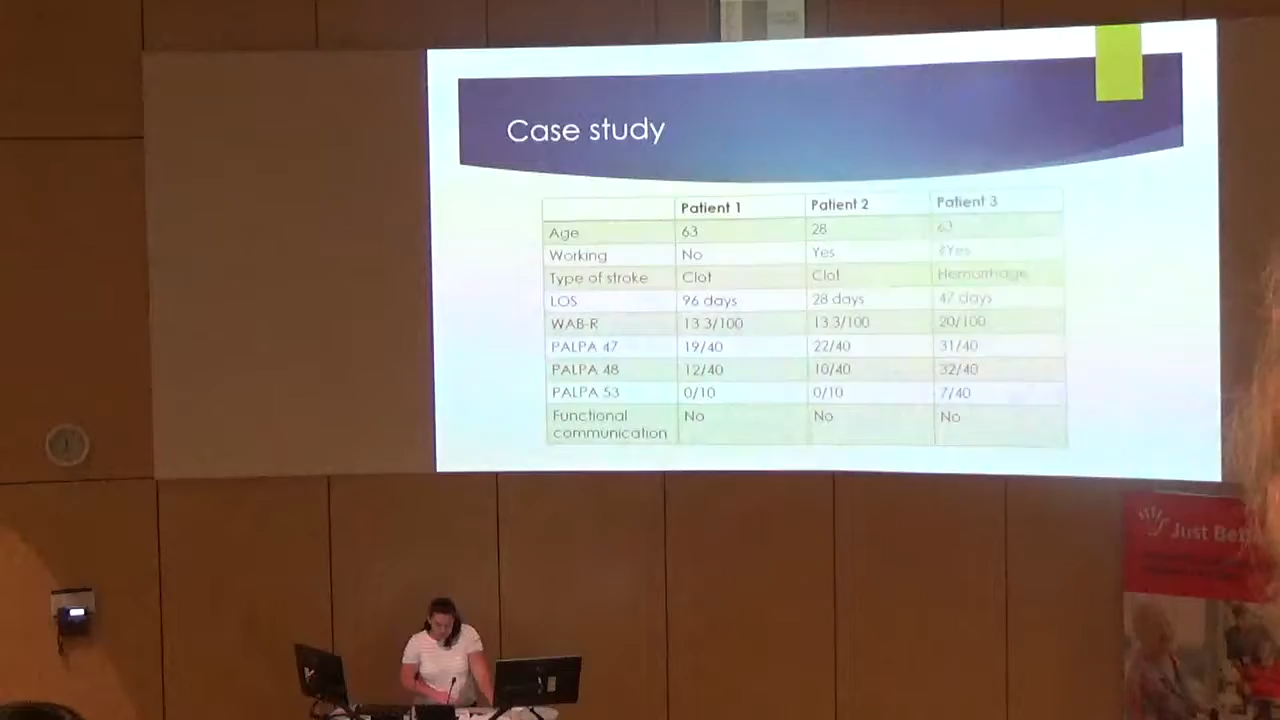 Case study
Patient 1 Patient 2 Patient 3
Age 63 28
Working No Yes
Type of stroke Clot Clot Hemorrhage
LOS 96 days 28 days 47 days
WAB-R 13.3/100 13.3/100 20/100
PALPA 47 19/40 22/40 31/40
PALPA 48 12/40 10/40 32/40
PALPA 53 0/10 0/10 7/40
Functional No No No
communication
Just